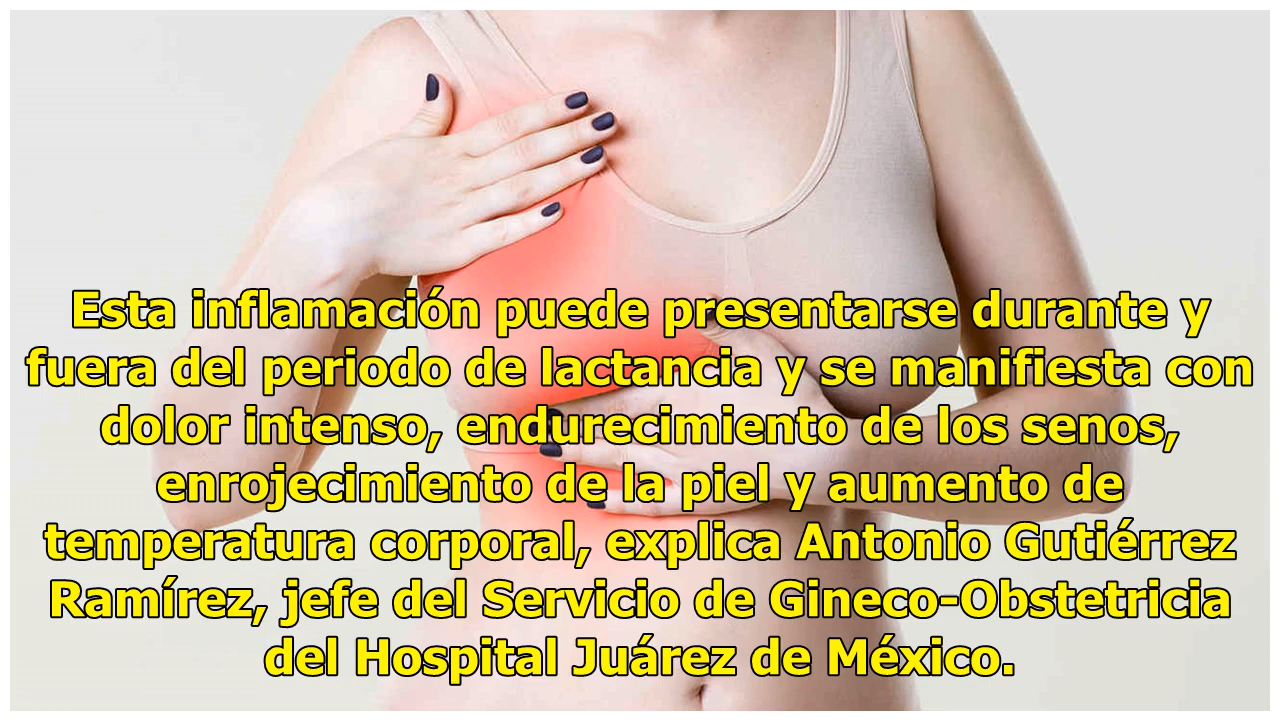 Esta inflamación puede presentarse durante y
fuera del periodo de lactancia y se manifiesta con
dolor intenso, endurecimiento de los senos,
enrojecimiento de la piel y aumento de
temperatura corporal, explica Antonio Gutiérrez
Ramírez, jefe del Servicio de Gineco-Obstetricia
del Hospital Juárez de México.